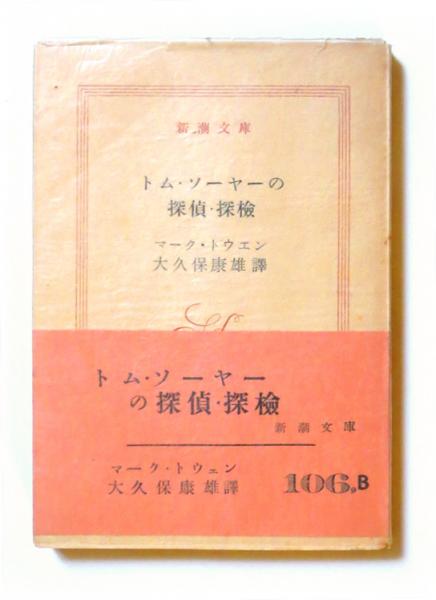 新潮文庫
トム・ソーヤーの
探偵・探檢
マーク・トウエン
大久保康雄譯
トム・ソーヤー
の探偵・探檢
新潮文庫
マーク・トウェン
大久保康雄譯
106.B